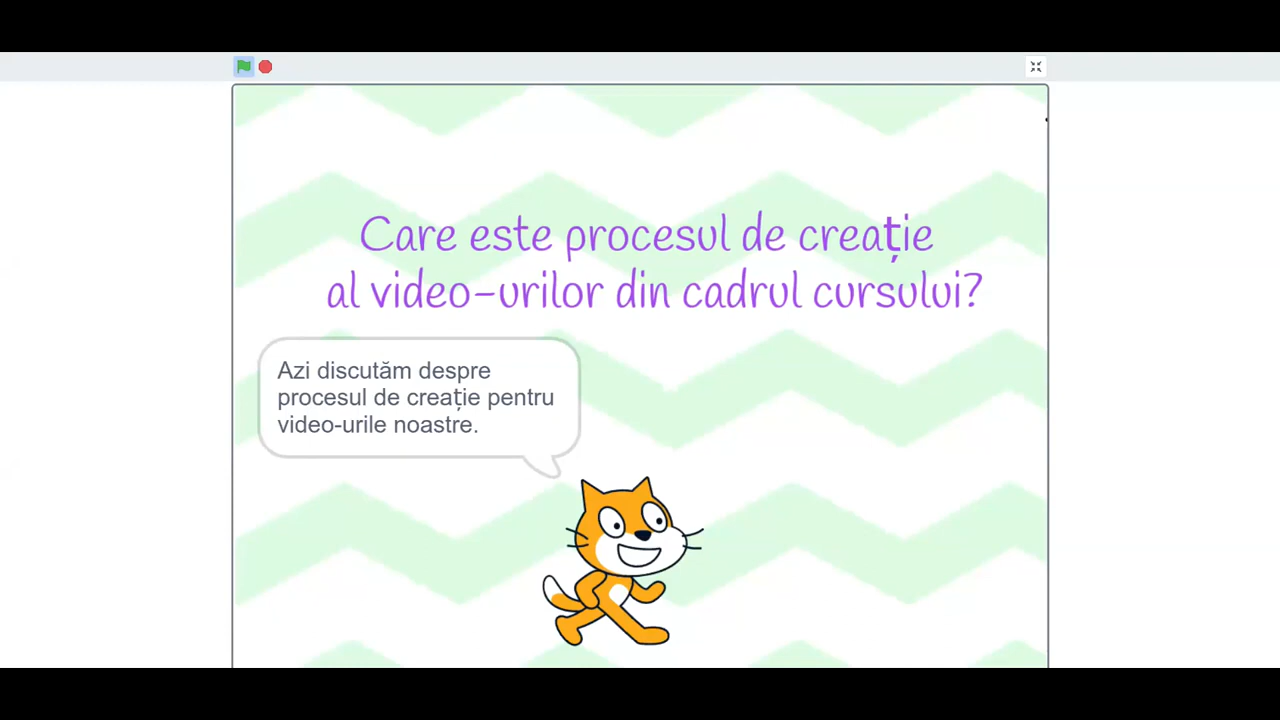 Care este procesul de creație
al video-urilor din cadrul cursului?
Azi discutăm despre
procesul de creație pentru
video-urile noastre.